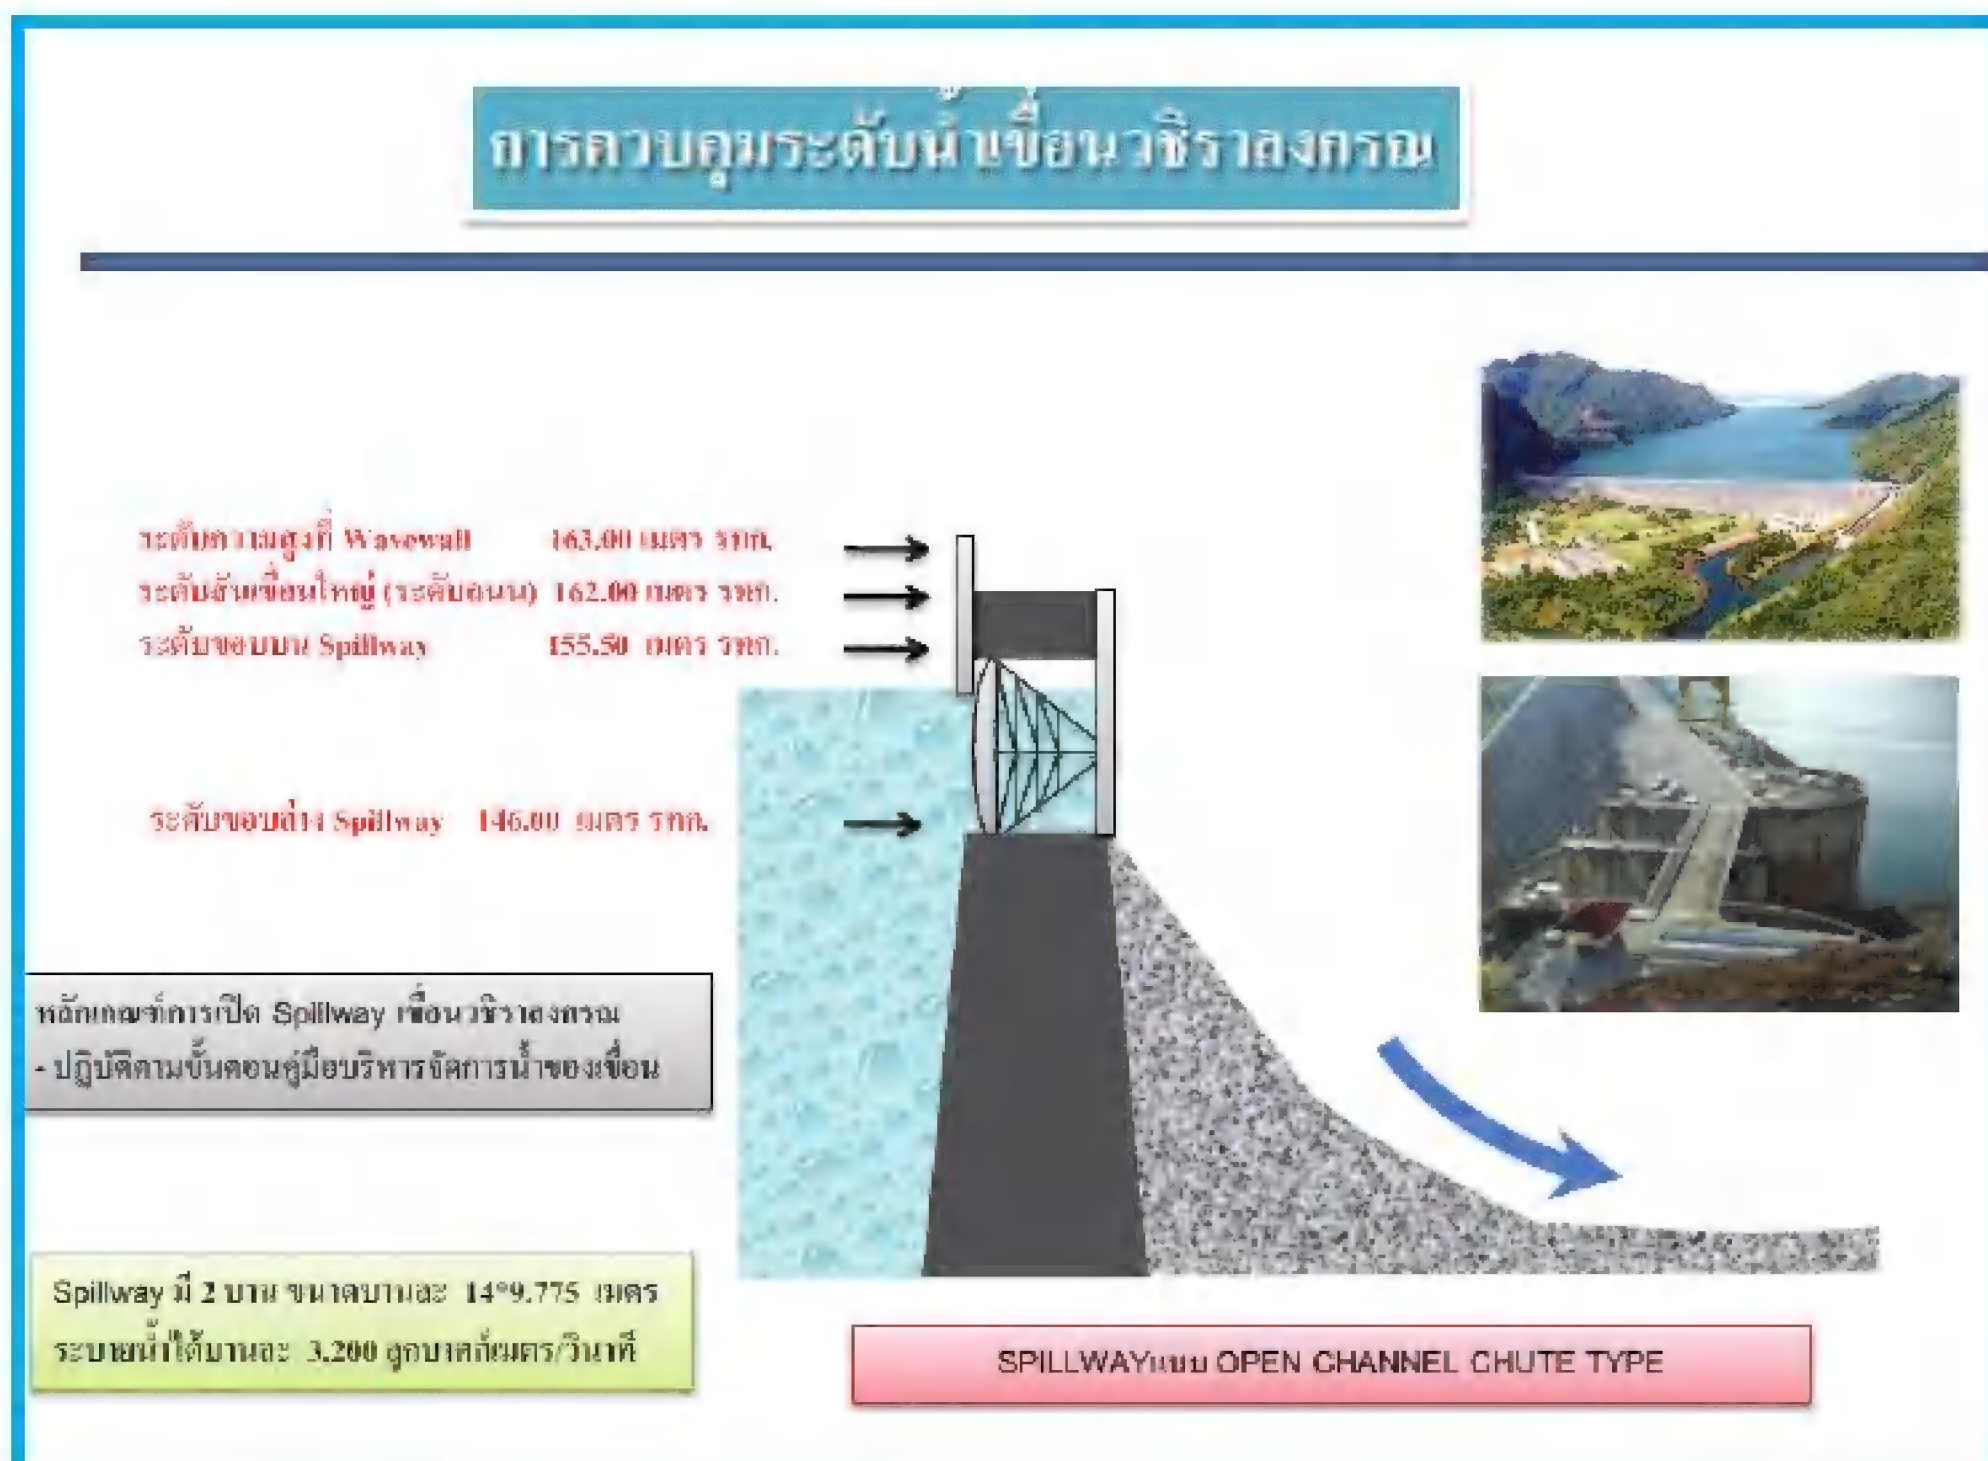 การควบคุมระดับน้ำเขื่อนวชิราลงกรณ
ระดับความสูงที่ Wavewall 163.00 เมตร รทก.
ระดับสันเขื่อนใหญ่ (ระดับถนน) 162.00 เมตร รทก.
ระดับขอบบน Spillway 155.50 เมตร รทก.
ระดับขอบล่าง Spillway 146.00 เมตร รทก.
หลักเกณฑ์การเปิด Spillway เขื่อนวชิราลงกรณ
- ปฏิบัติตามขั้นตอนคู่มือบริหารจัดการน้ำของเขื่อน
Spillway มี 2 บาน ขนาดบานละ 14*9.775 เมตร
ระบายน้ำได้บานละ 3,200 ลูกบาศก์เมตร/วินาที
SPILLWAYแบบ OPEN CHANNEL CHUTE TYPE